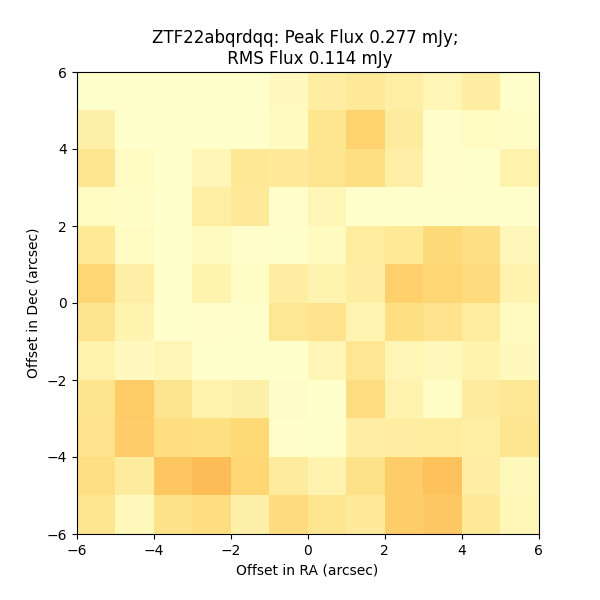 ZTF22abqrdqq: Peak Flux 0.277 mJy;
RMS Flux 0.114 mJy
6
4
2
0
−2
−4
−6
Offset in Dec (arcsec)
−6 −4 −2 0 2 4 6
Offset in RA (arcsec)